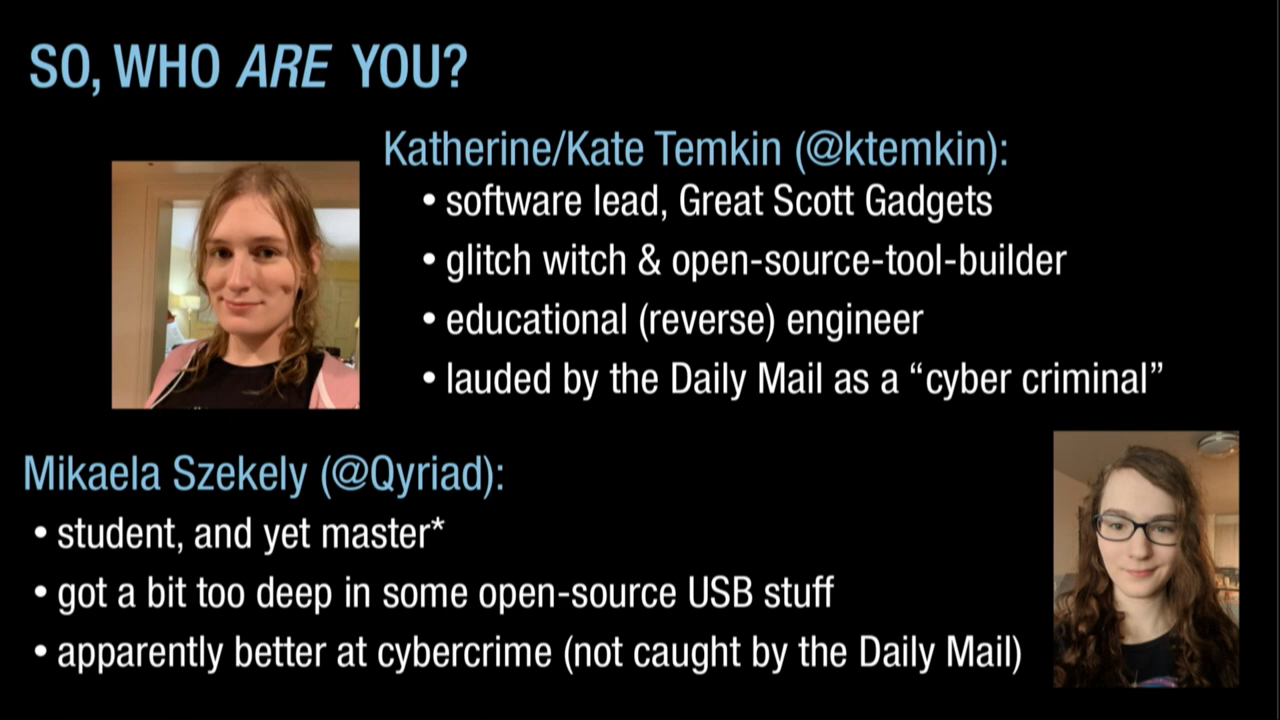 SO, WHO ARE YOU?
Katherine/Kate Temkin (@ktemkin):
• software lead, Great Scott Gadgets
• glitch witch & open-source-tool-builder
• educational (reverse) engineer
• lauded by the Daily Mail as a “cyber criminal”
Mikaela Szekely (@Qyriad):
• student, and yet master*
• got a bit too deep in some open-source USB stuff
• apparently better at cybercrime (not caught by the Daily Mail)